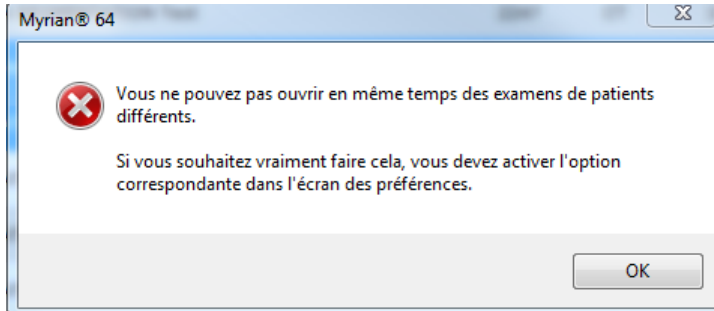 Myrian® 64
Vous ne pouvez pas ouvrir en même temps des examens de patients
différents.
Si vous souhaitez vraiment faire cela, vous devez activer l'option
correspondante dans l'écran des préférences.
OK